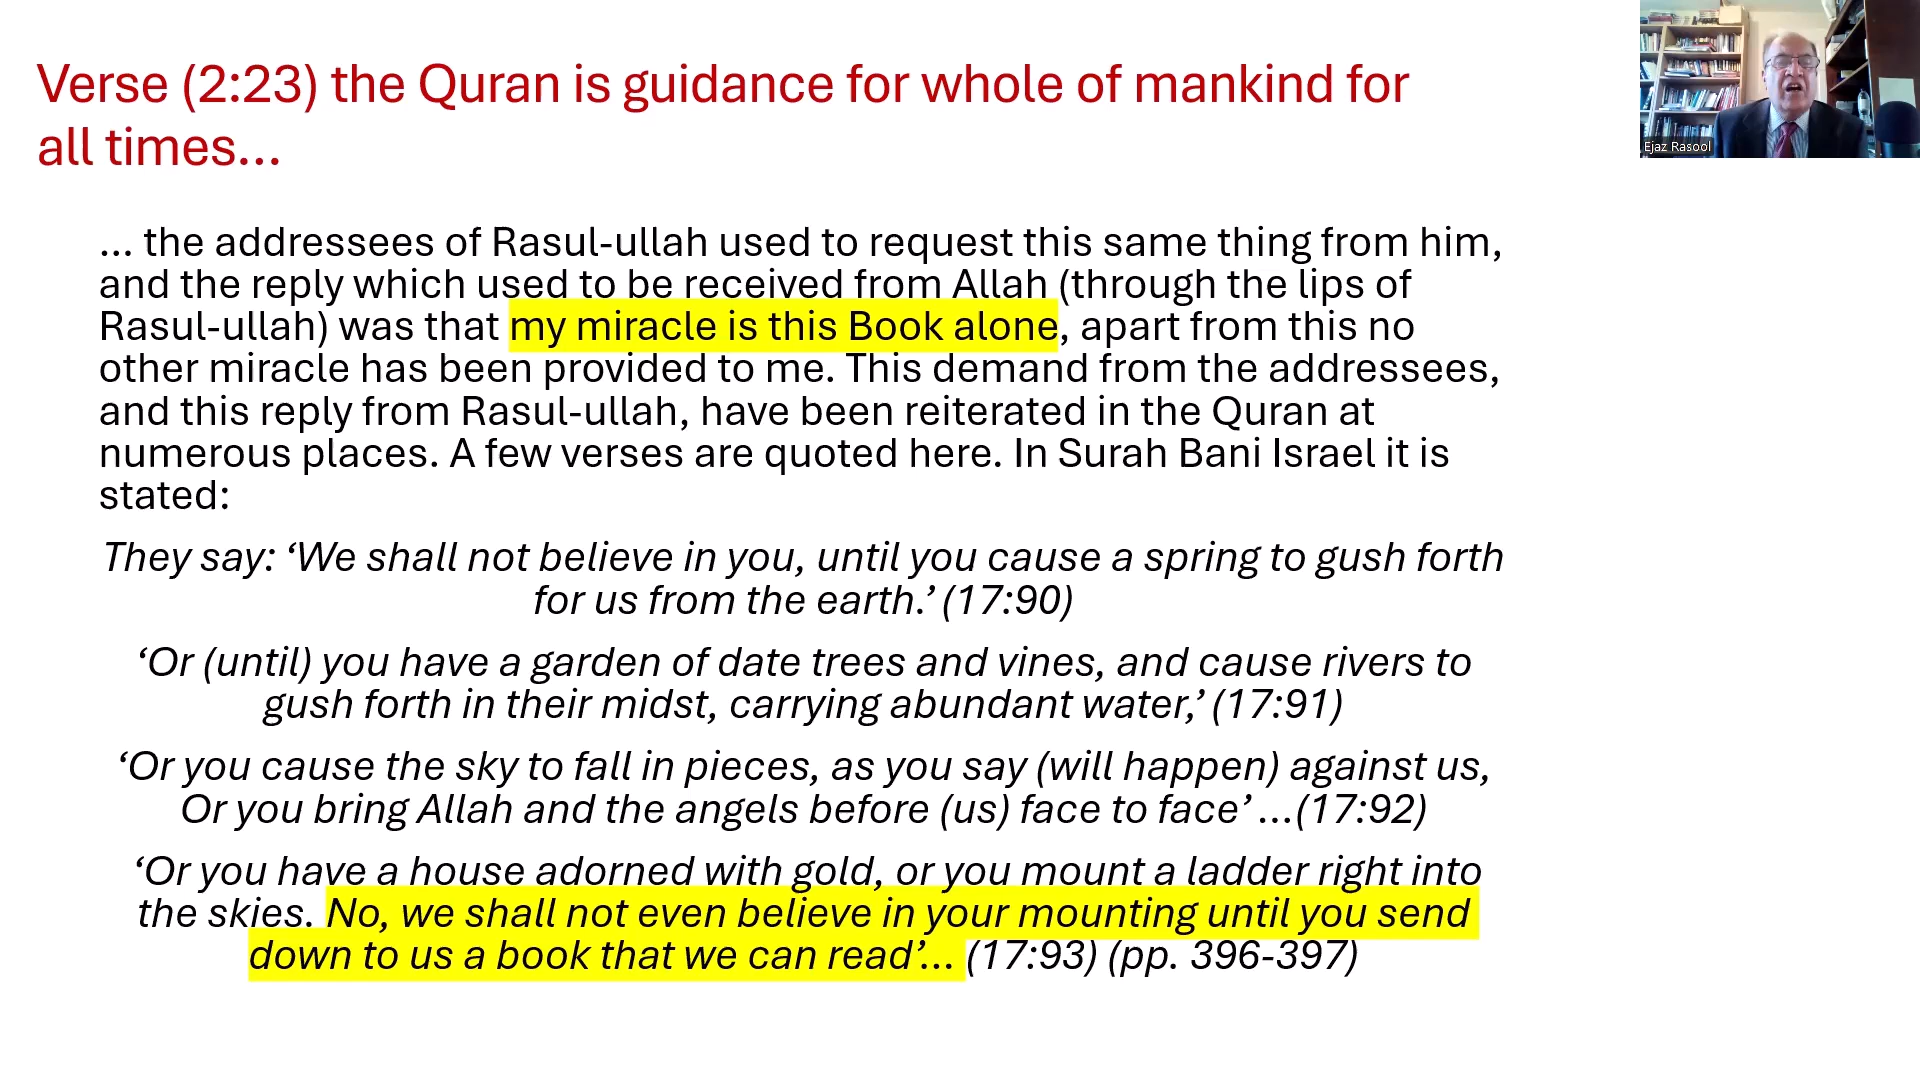 Verse (2:23) the Quran is guidance for whole of mankind for
all times...
Ejaz Rasool
... the addressees of Rasul-ullah used to request this same thing from him,
and the reply which used to be received from Allah (through the lips of
Rasul-ullah) was that my miracle is this Book alone, apart from this no
other miracle has been provided to me. This demand from the addressees,
and this reply from Rasul-ullah, have been reiterated in the Quran at
numerous places. A few verses are quoted here. In Surah Bani Israel it is
stated:
They say: ‘We shall not believe in you, until you cause a spring to gush forth
for us from the earth.’ (17:90)
‘Or (until) you have a garden of date trees and vines, and cause rivers to
gush forth in their midst, carrying abundant water,’ (17:91)
‘Or you cause the sky to fall in pieces, as you say (will happen) against us,
Or you bring Allah and the angels before (us) face to face’ ...(17:92)
‘Or you have a house adorned with gold, or you mount a ladder right into
the skies. No, we shall not even believe in your mounting until you send
down to us a book that we can read’... (17:93) (pp. 396-397)